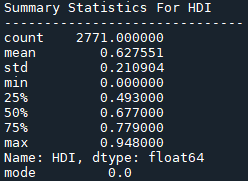 Summary Statistics For HDI
------------------------------
count    2771.000000
mean        0.627551
std         0.210904
min         0.000000
25%         0.493000
50%         0.677000
75%         0.779000
max         0.948000
Name: HDI, dtype: float64
mode         0.0